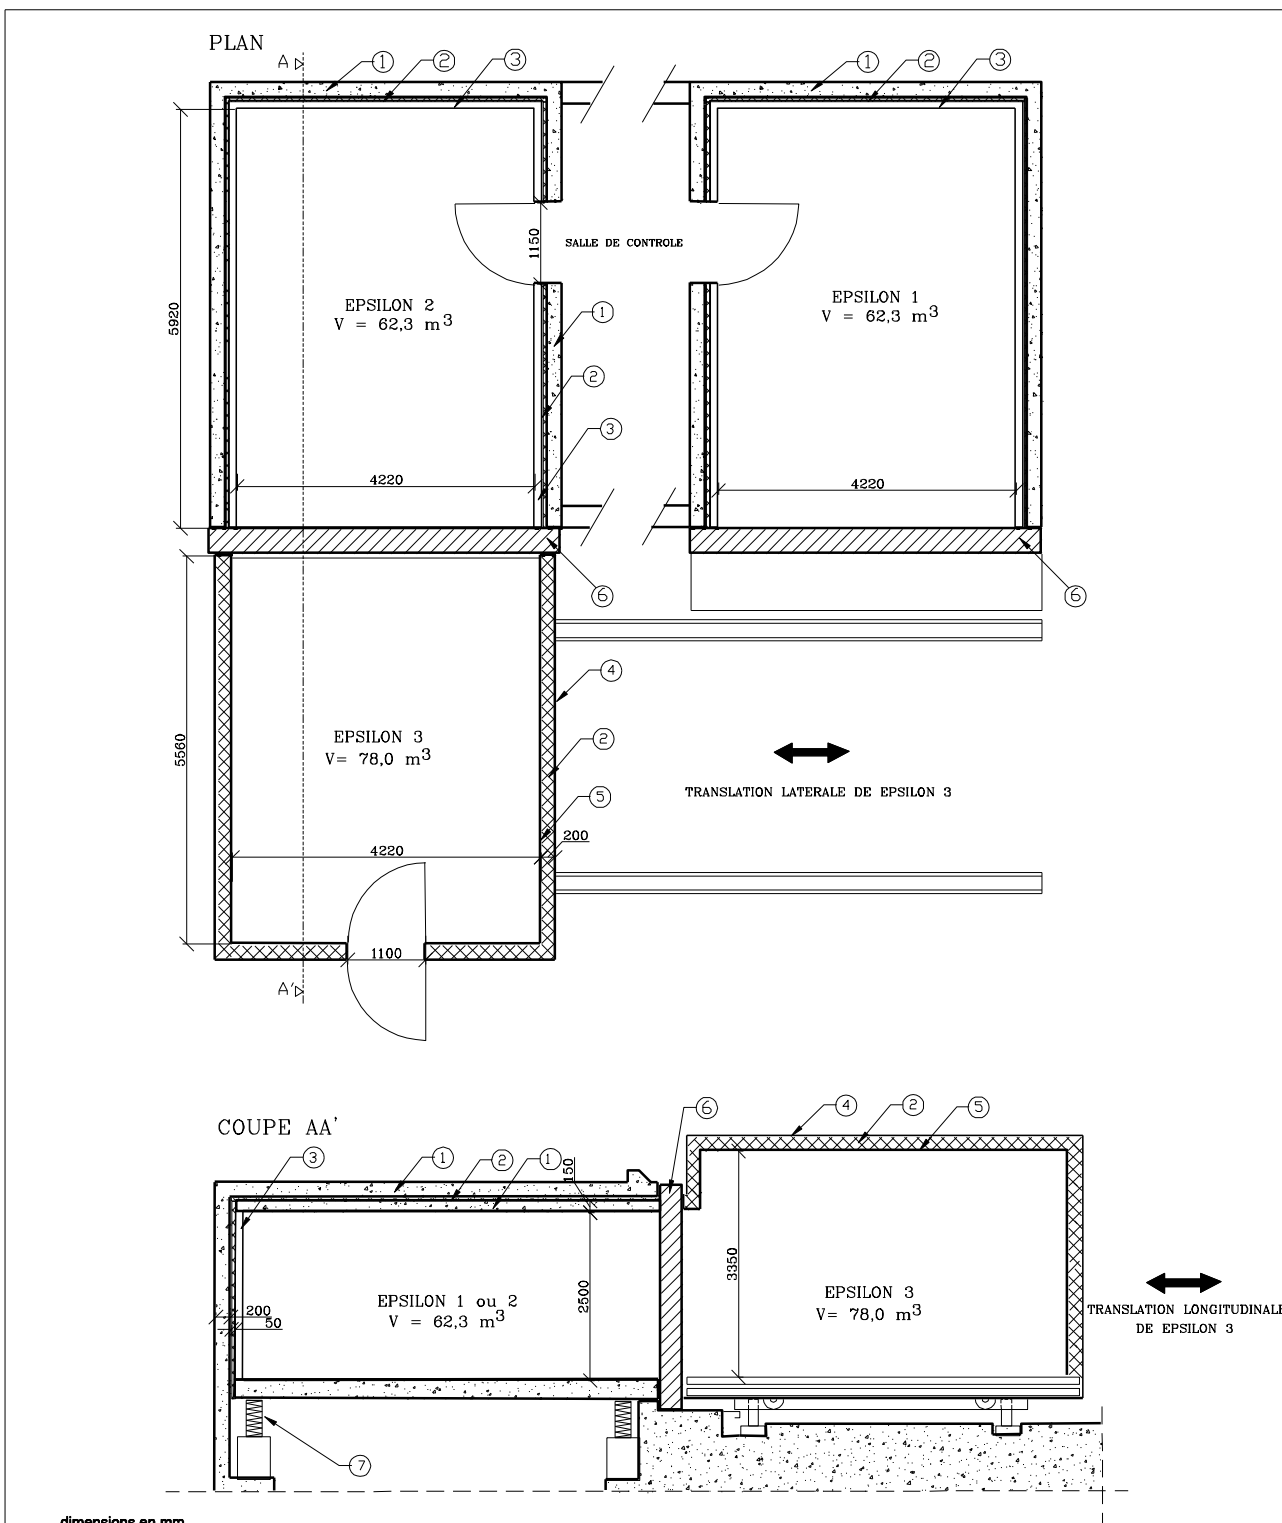 PLAN
A
1
2
3
1
2
3
5920
1150
SALLE DE CONTROLE
EPSILON 2
V = 62,3 m3
EPSILON 1
V = 62,3 m3
1
2
3
4220
4220
6
6
4
5560
EPSILON 3
V= 78,0 m3
2
TRANSLATION LATERALE DE EPSILON 3
5
200
4220
1100
A'
COUPE AA'
6
4
2
5
3
1
2
1
150
3350
2500
EPSILON 1 ou 2
V = 62,3 m3
EPSILON 3
V= 78,0 m3
200
50
TRANSLATION LONGITUDINALE
DE EPSILON 3
7
dimensions en mm